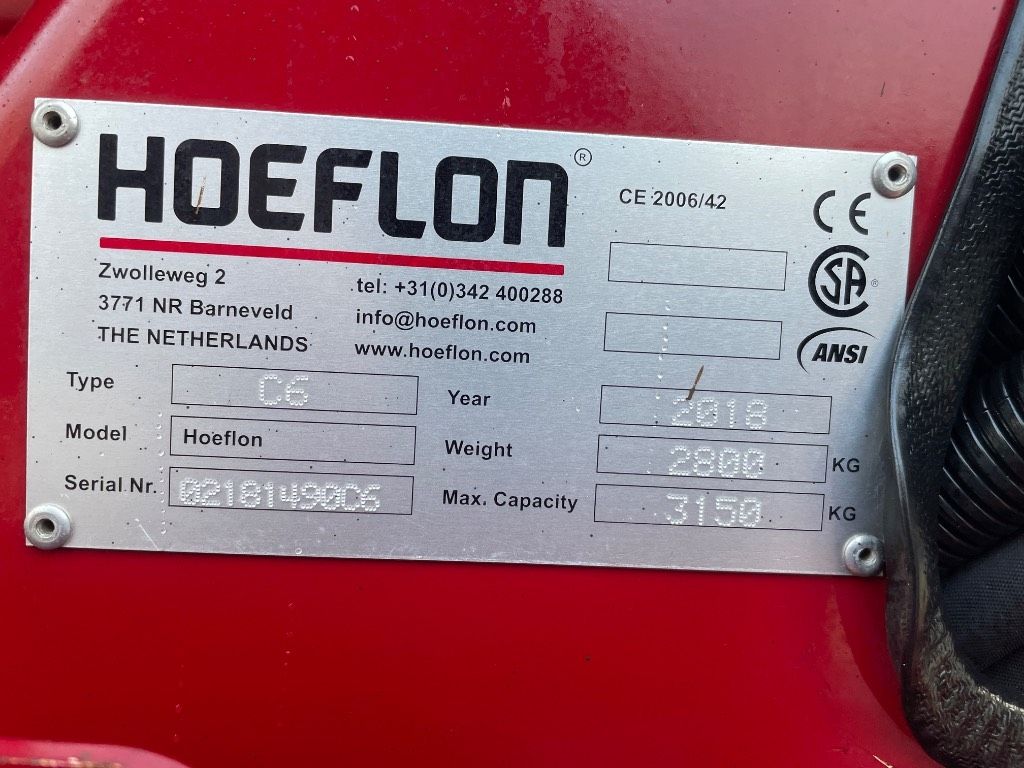 HOEFLON®
CE 2006/42
CE
Zwolleweg 2
3771 NR Barneveld
THE NETHERLANDS
tel: +31(0)342 400288
info@hoeflon.com
www.hoeflon.com
SA®
ANSI
Type C6
Model Hoeflon
Serial Nr. 02181490C6
Year 2018
Weight 2800 KG
Max. Capacity 3150 KG